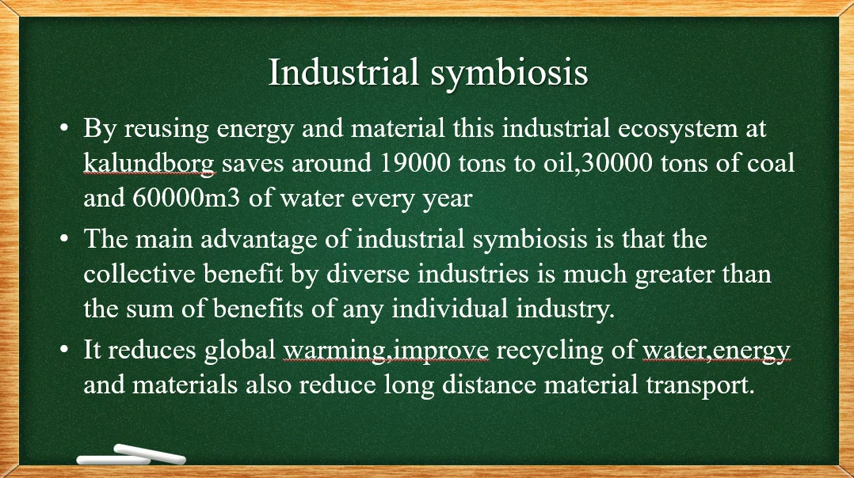 Industrial symbiosis
• By reusing energy and material this industrial ecosystem at
kalundborg saves around 19000 tons to oil,30000 tons of coal
and 60000m3 of water every year
• The main advantage of industrial symbiosis is that the
collective benefit by diverse industries is much greater than
the sum of benefits of any individual industry.
• It reduces global warming,improve recycling of water,energy
and materials also reduce long distance material transport.